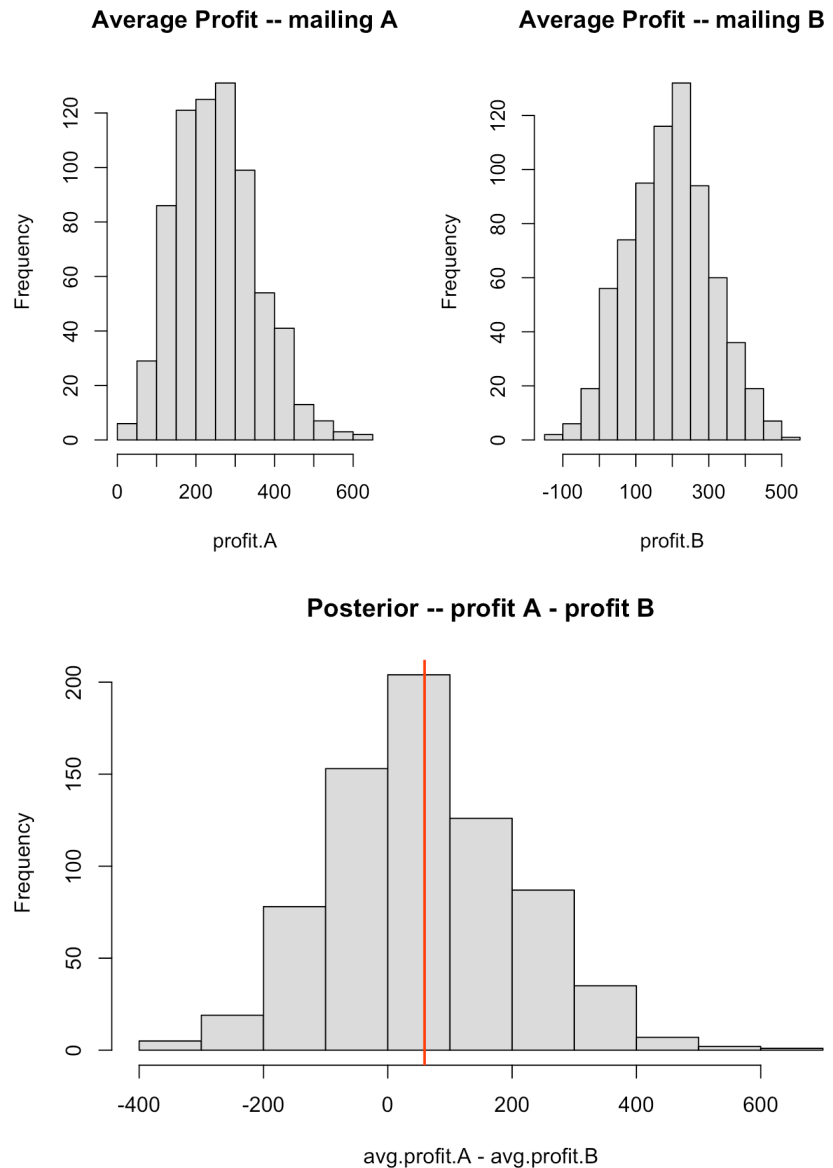 Average Profit -- mailing A
Average Profit -- mailing B
Frequency
0 20 40 60 80 100 120
0 200 400 600
profit.A
Frequency
0 20 40 60 80 100 120
-100 100 300 500
profit.B
Posterior -- profit A - profit B
Frequency
0 50 100 150 200
-400 -200 0 200 400 600
avg.profit.A - avg.profit.B